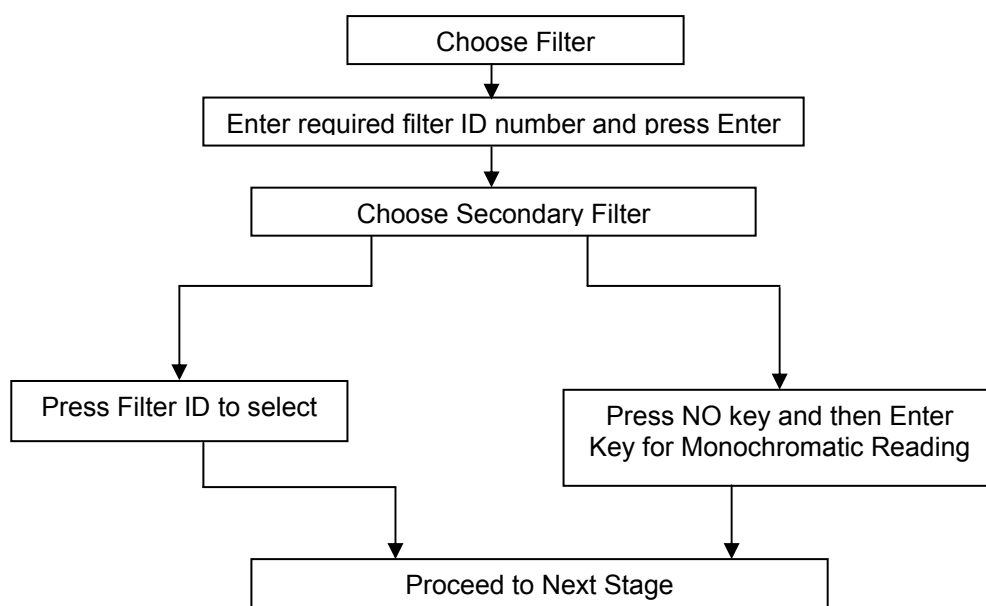 Choose Filter
Enter required filter ID number and press Enter
Choose Secondary Filter
Press Filter ID to select
Press NO key and then Enter
Key for Monochromatic Reading
Proceed to Next Stage